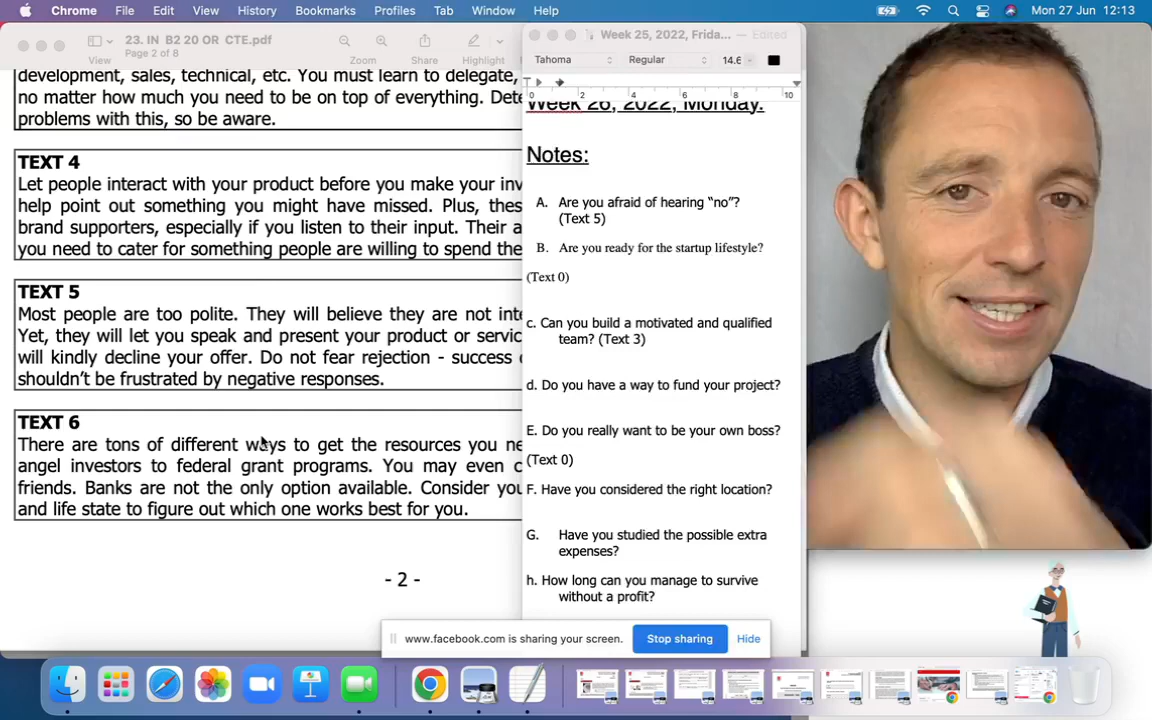 Chrome File Edit View History Bookmarks Profiles Tab Window Help Mon 27 Jun 12:13
23. IN B2 20 OR CTE.pdf
Page 2 of 8
Zoom Share Highlight
development, sales, technical, etc. You must learn to delegate,
no matter how much you need to be on top of everything. Dete
problems with this, so be aware.
TEXT 4
Let people interact with your product before you make your inv
help point out something you might have missed. Plus, thes
brand supporters, especially if you listen to their input. Their a
you need to cater for something people are willing to spend the
TEXT 5
Most people are too polite. They will believe they are not inte
Yet, they will let you speak and present your product or servic
will kindly decline your offer. Do not fear rejection - success
shouldn't be frustrated by negative responses.
TEXT 6
There are tons of different ways to get the resources you ne
angel investors to federal grant programs. You may even c
friends. Banks are not the only option available. Consider you
and life state to figure out which one works best for you.
- 2 -
Week 25, 2022, Frida... — Edited
Tahoma Regular 14.6
0 2 4 6 8 10
Week 26, 2022, Monday.
Notes:
A. Are you afraid of hearing “no”?
(Text 5)
B. Are you ready for the startup lifestyle?
(Text 0)
c. Can you build a motivated and qualified
team? (Text 3)
d. Do you have a way to fund your project?
E. Do you really want to be your own boss?
(Text 0)
F. Have you considered the right location?
G. Have you studied the possible extra
expenses?
h. How long can you manage to survive
without a profit?
www.facebook.com is sharing your screen. Stop sharing Hide